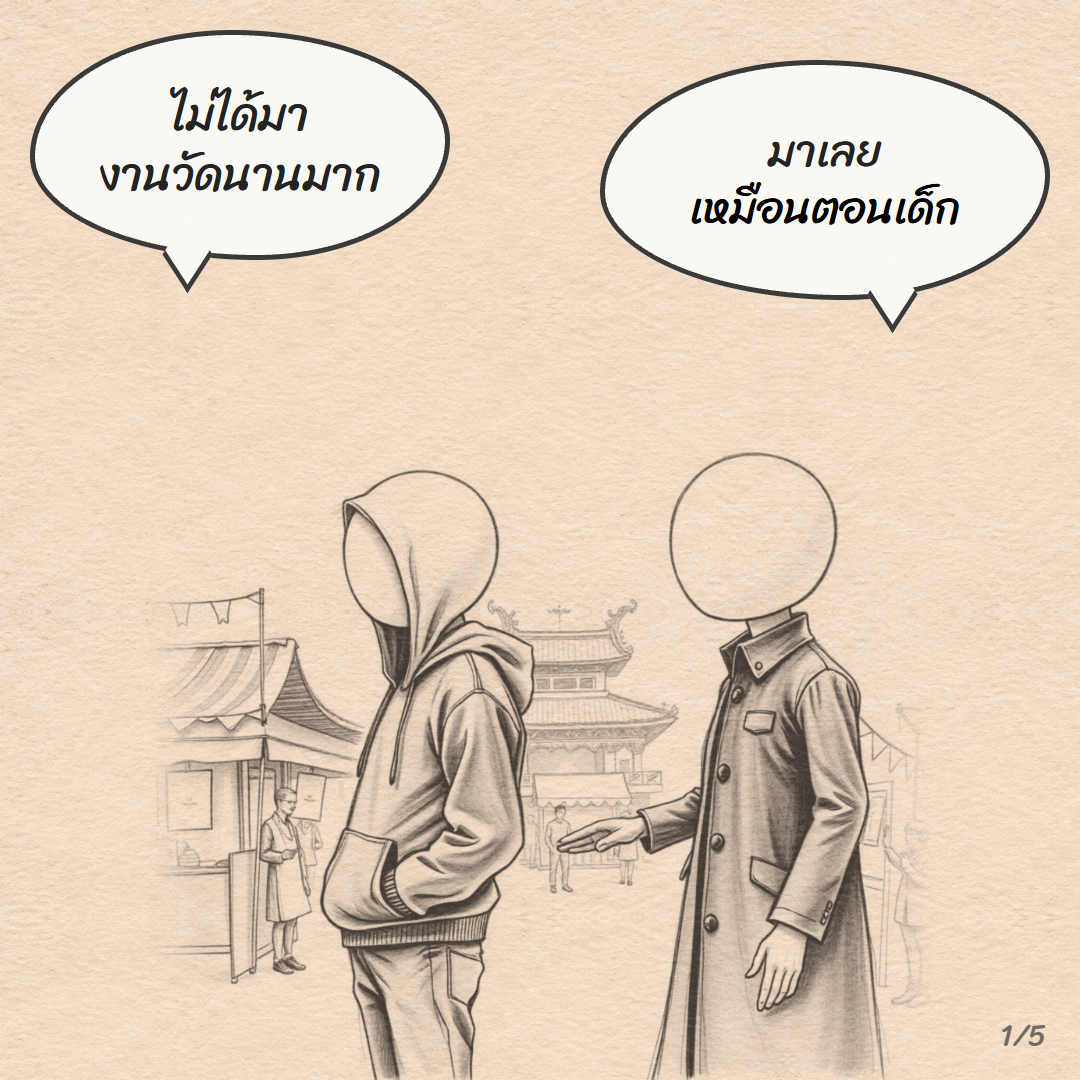 ไม่ได้มา
งานวัดนานมาก
มาเลย
เหมือนตอนเด็ก
1/5